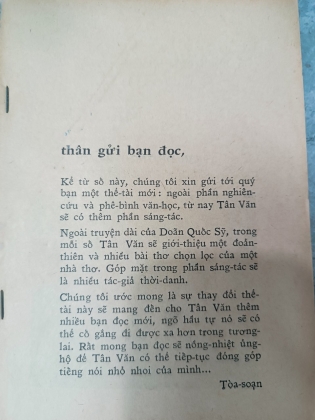 thân gửi bạn đọc,
Kể từ số này, chúng tôi xin gửi tới quý
bạn một thể-tài mới : ngoài phần nghiên-
cứu và phê-bình văn-học, từ nay Tân Văn
sẽ có thêm phần sáng-tác.
Ngoài truyện dài của Doãn Quốc Sỹ, trong
mỗi số Tân Văn sẽ giới-thiệu một đoản-
thiên và nhiều bài thơ chọn lọc của một
nhà thơ. Góp mặt trong phần sáng-tác sẽ
là nhiều tác-giả thời-danh.
Chúng tôi ước mong là sự thay đổi thể-
tài này sẽ mang đến cho Tân Văn thêm
nhiều bạn đọc mới, ngõ hầu tự nó sẽ có
thể cố gắng đi được xa hơn trong tương-
lai. Rất mong bạn đọc sẽ nồng-nhiệt ủng-
hộ để Tân Văn có thể tiếp-tục đóng góp
tiếng nói nhỏ nhoi của mình...
Tòa-soạn